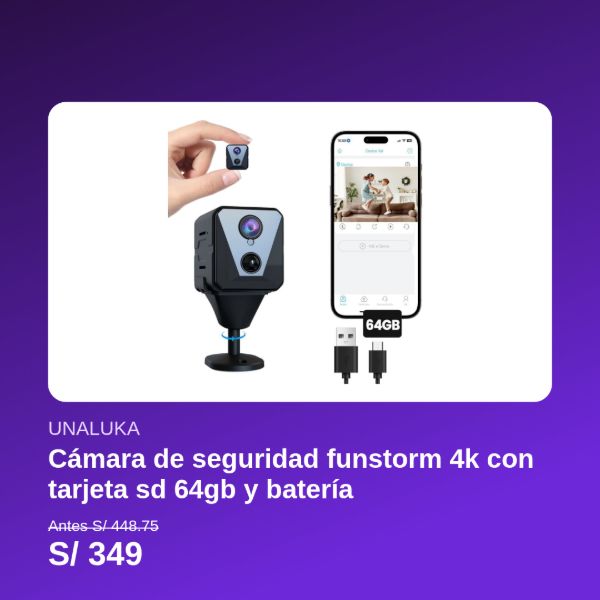 64GB
UNALUKA
Cámara de seguridad funstorm 4k con
tarjeta sd 64gb y batería
Antes S/ 448.75
S/ 349